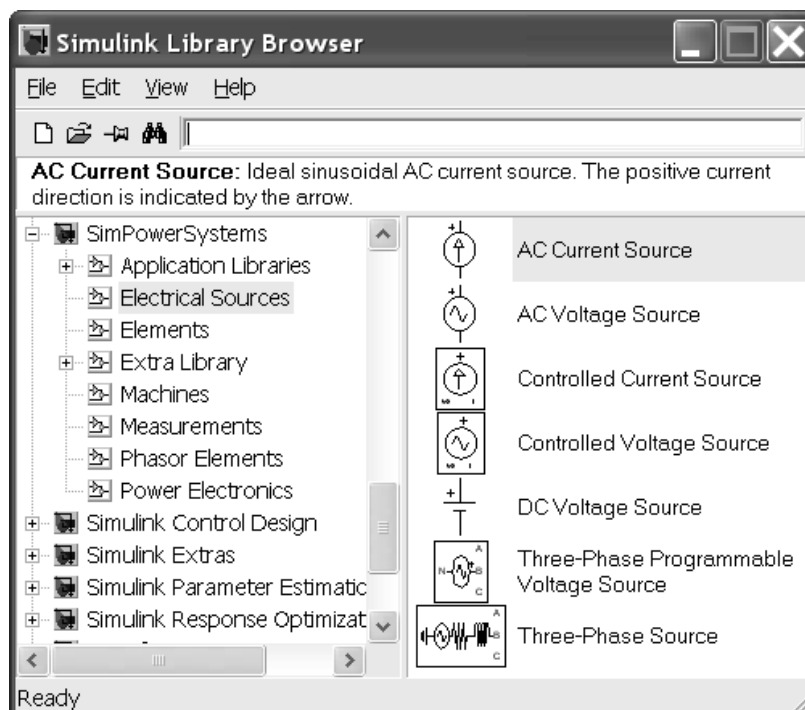 Simulink Library Browser
File Edit View Help
AC Current Source: Ideal sinusoidal AC current source. The positive current
direction is indicated by the arrow.
SimPowerSystems
Application Libraries
Electrical Sources
Elements
Extra Library
Machines
Measurements
Phasor Elements
Power Electronics
Simulink Control Design
Simulink Extras
Simulink Parameter Estimatic
Simulink Response Optimizat
AC Current Source
AC Voltage Source
Controlled Current Source
Controlled Voltage Source
DC Voltage Source
N A B C
Three-Phase Programmable
Voltage Source
A B C
Three-Phase Source
Ready